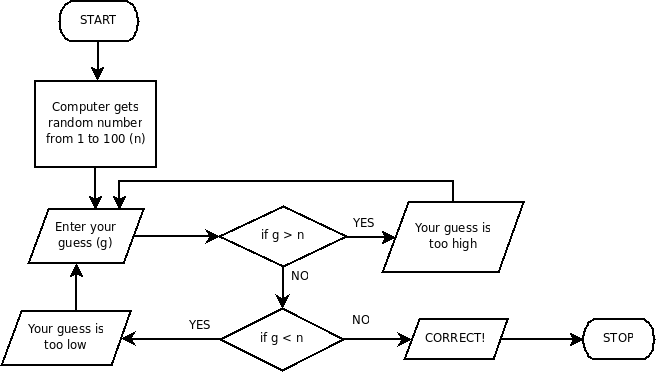 START
Computer gets
random number
from 1 to 100 (n)
Enter your
guess (g)
if g > n
YES
Your guess is
too high
NO
Your guess is
too low
YES
if g < n
NO
CORRECT!
STOP